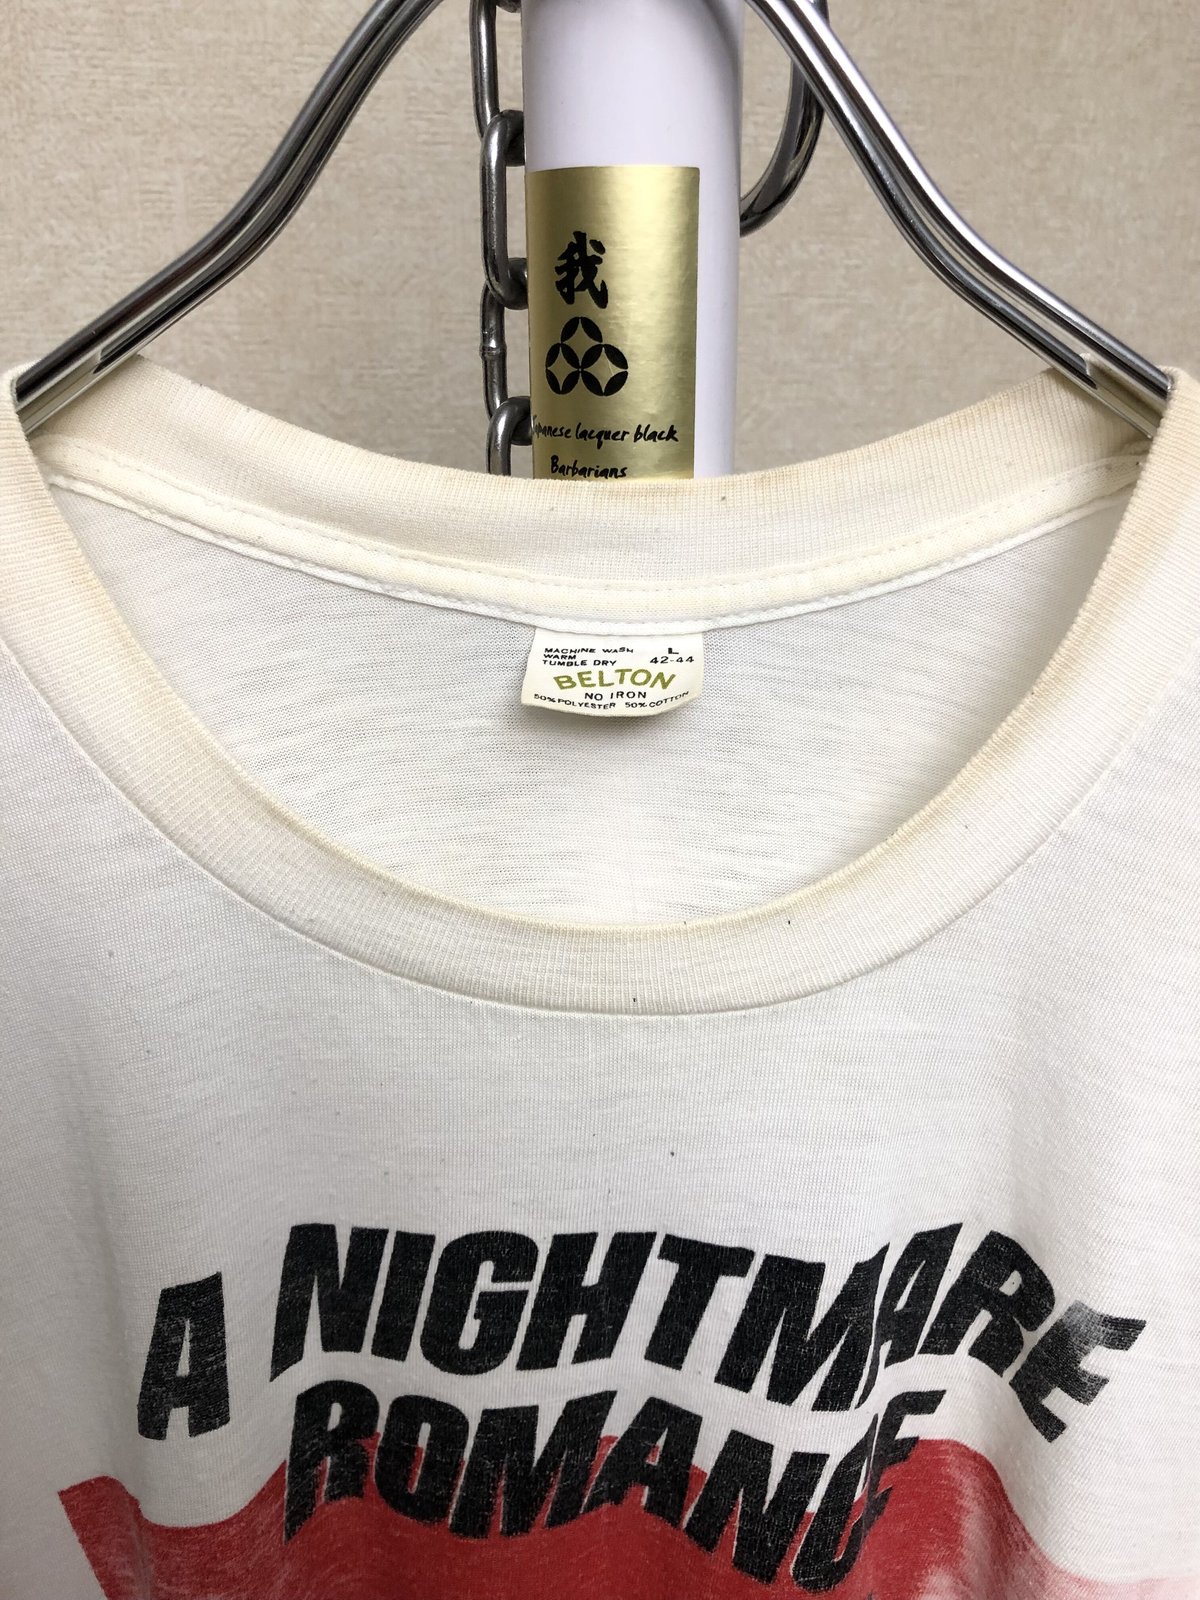 我
Japanese lacquer black
Barbarians
MACHINE WASH
WARM
TUMBLE DRY
L
42-44
BELTON
NO IRON
50% POLYESTER 50% COTTON
A NIGHTMARE
ROMANCE